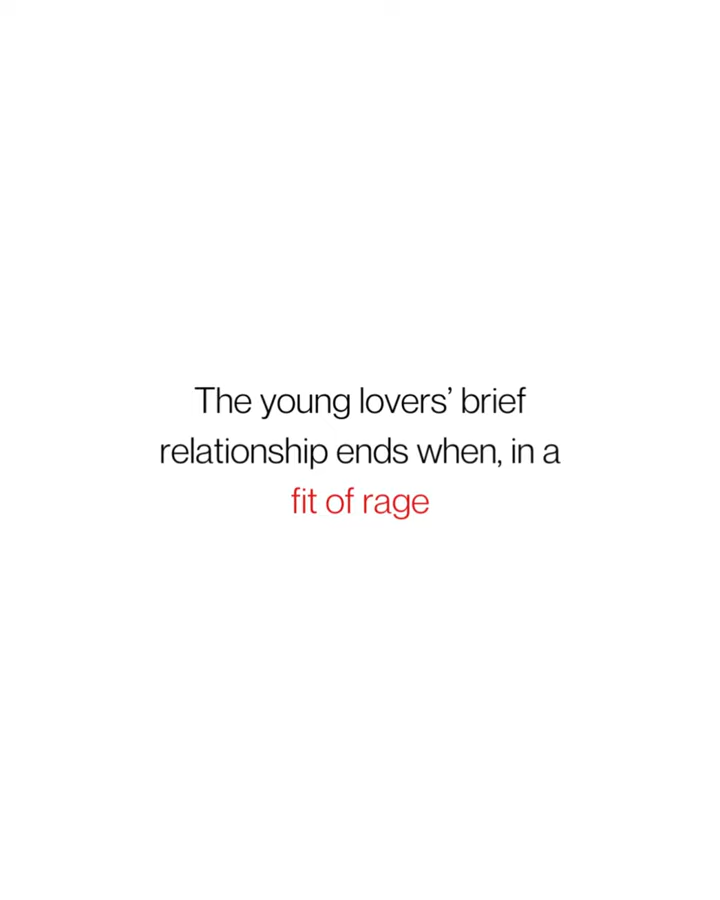 The young lovers’ brief
relationship ends when, in a
fit of rage